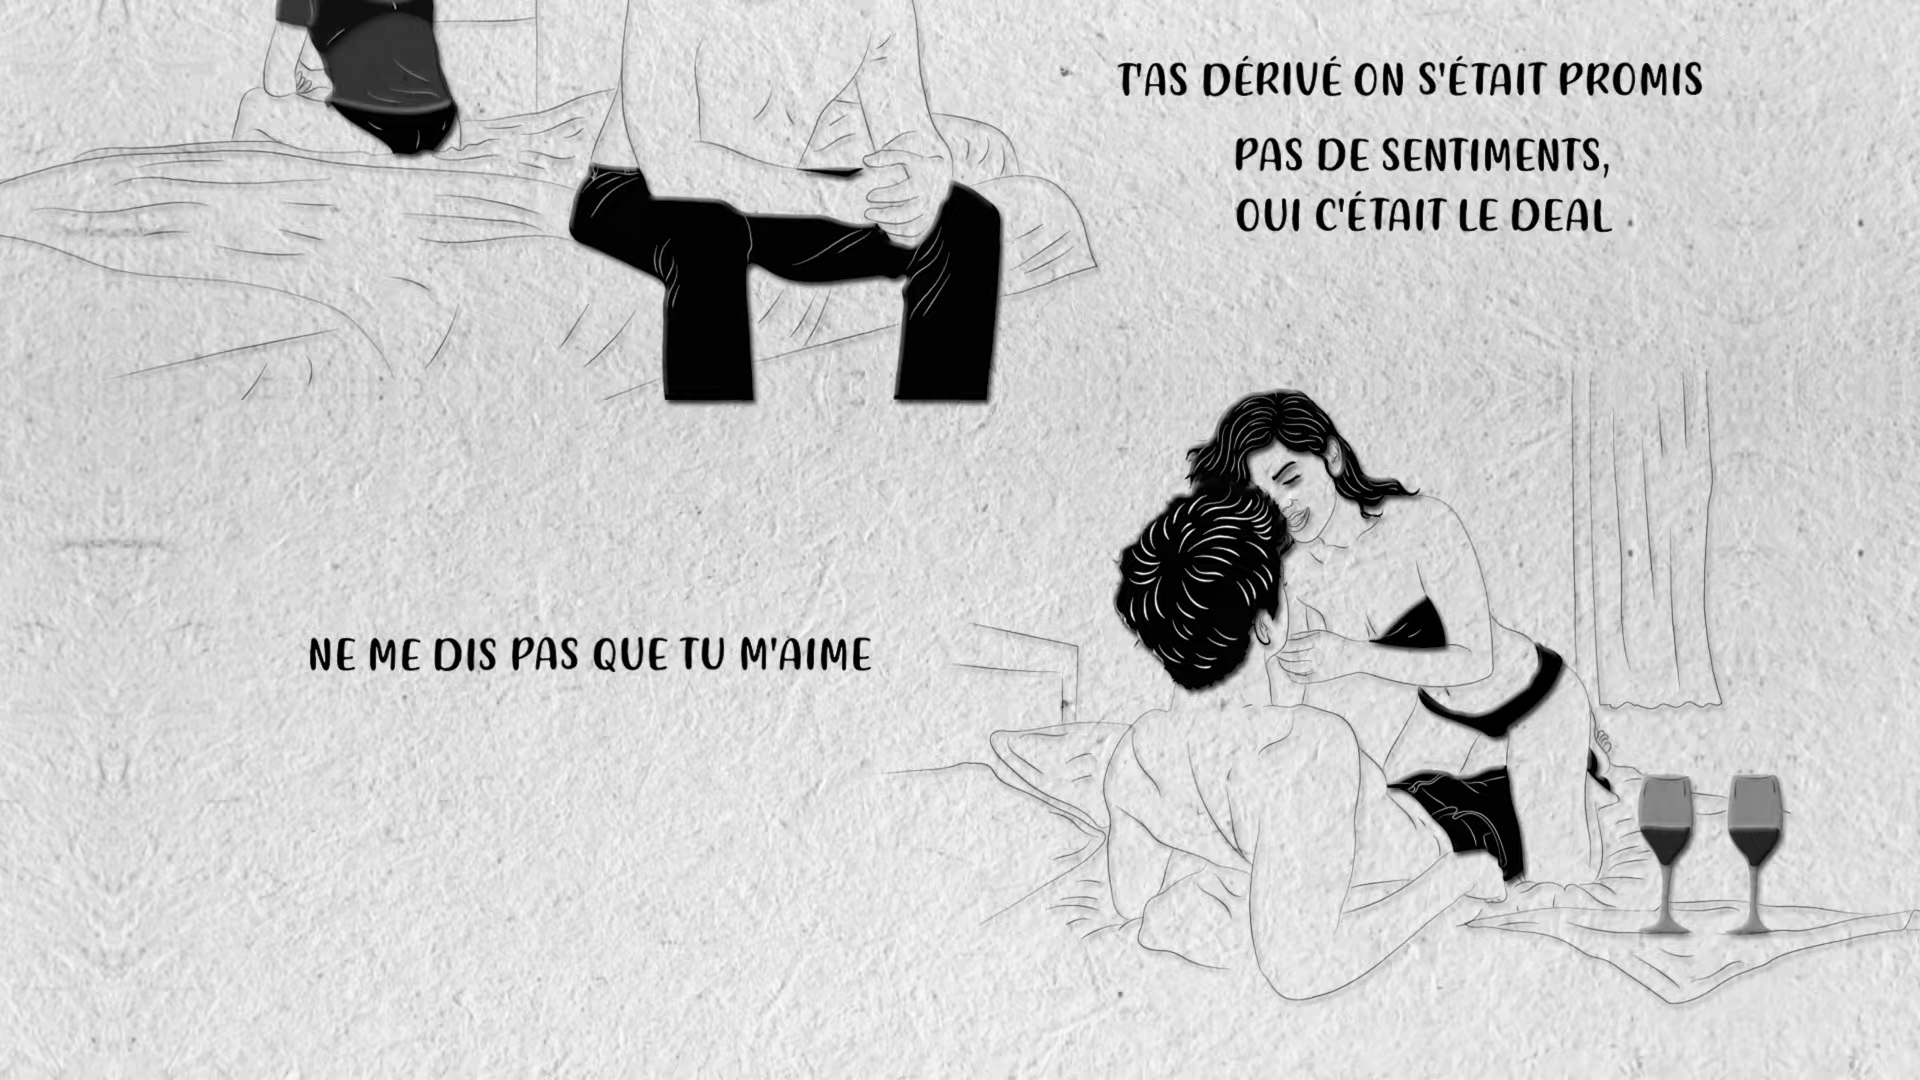 T'AS DÉRIVÉ ON S'ÉTAIT PROMIS
PAS DE SENTIMENTS,
OUI C'ÉTAIT LE DEAL
NE ME DIS PAS QUE TU M'AIME